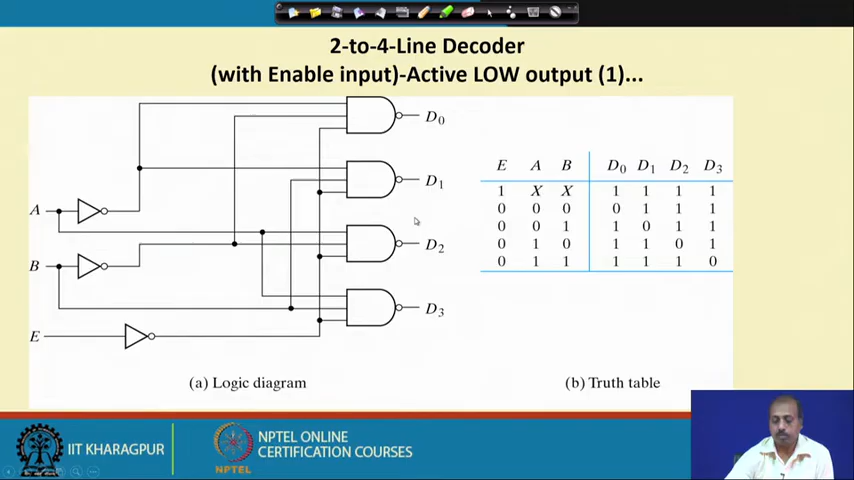 2-to-4-Line Decoder
(with Enable input)-Active LOW output (1)...
D0
D1
A
D2
B
D3
E
(a) Logic diagram
E A B D0 D1 D2 D3
1 X X 1 1 1 1
0 0 0 0 1 1 1
0 0 1 1 0 1 1
0 1 0 1 1 0 1
0 1 1 1 1 1 0
(b) Truth table
IIT KHARAGPUR
NPTEL
NPTEL ONLINE
CERTIFICATION COURSES